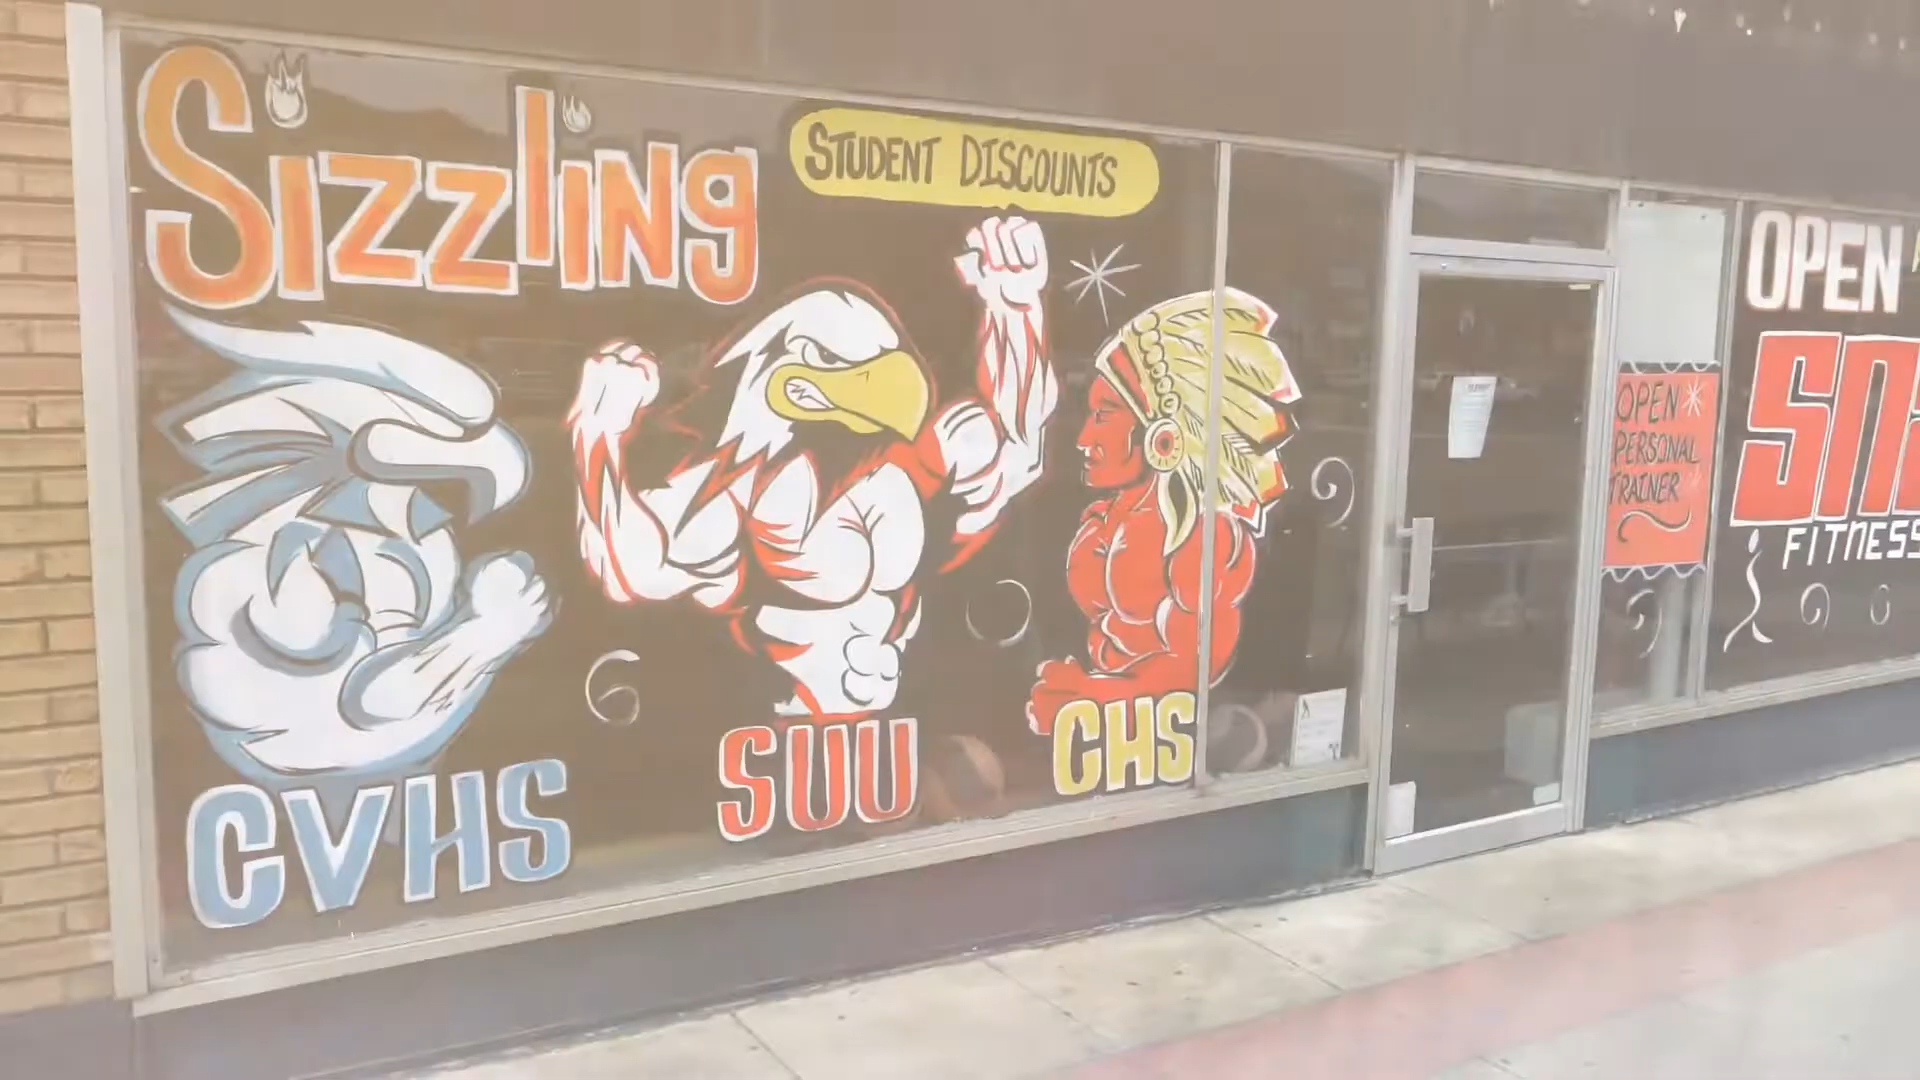 Sizzling
STUDENT DISCOUNTS
CVHS
SUU
CHS
OPEN
PERSONAL
TRAINER
OPEN
FITNESS